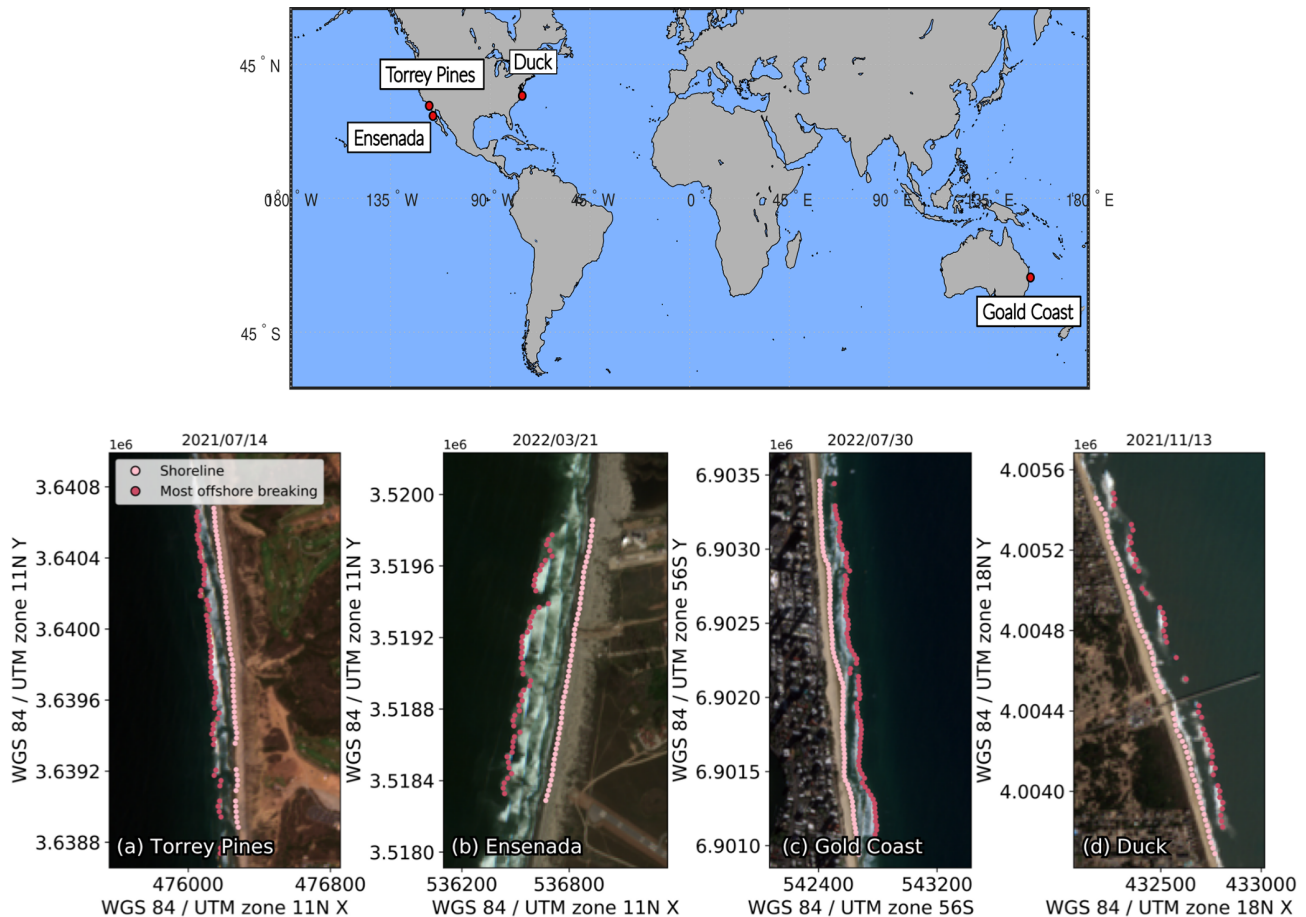 45° N
Torrey Pines
Duck
Ensenada
0180° W 135° W 90° W 45° W 0° 45° E 90° E 135° E 180° E
Goald Coast
45° S
1e6 2021/07/14
Shoreline
Most offshore breaking
3.6408
3.6404
3.6400
3.6396
3.6392
3.6388
WGS 84 / UTM zone 11N Y
(a) Torrey Pines
476000 476800
WGS 84 / UTM zone 11N X
1e6 2022/03/21
3.5200
3.5196
3.5192
3.5188
3.5184
3.5180
WGS 84 / UTM zone 11N Y
(b) Ensenada
536200 536800
WGS 84 / UTM zone 11N X
1e6 2022/07/30
6.9035
6.9030
6.9025
6.9020
6.9015
6.9010
WGS 84 / UTM zone 56S Y
(c) Gold Coast
542400 543200
WGS 84 / UTM zone 56S
1e6 2021/11/13
4.0056
4.0052
4.0048
4.0044
4.0040
WGS 84 / UTM zone 18N Y
(d) Duck
432500 433000
WGS 84 / UTM zone 18N X